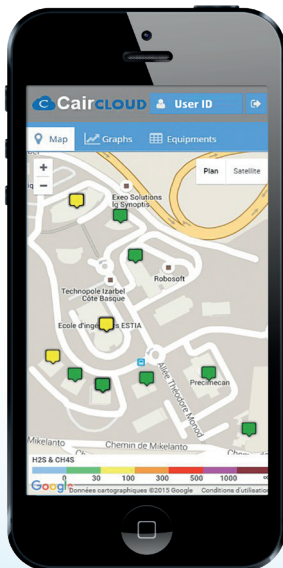 CairCLOUD
User ID
Map
Graphs
Equipments
+
−
Plan
Satellite
Exeo Solutions
Ig Synoptis
Robosoft
Technopole Izarbel
Côte Basque
Ecole d'ingé ESTIA
Allée Théodore Monod
Precimecan
Mikelanto
Chemin de Mikelanto
H2S & CH4S
0 30 100 300 500 1000
Google
Données cartographiques ©2015 Google
Conditions d'utilisation